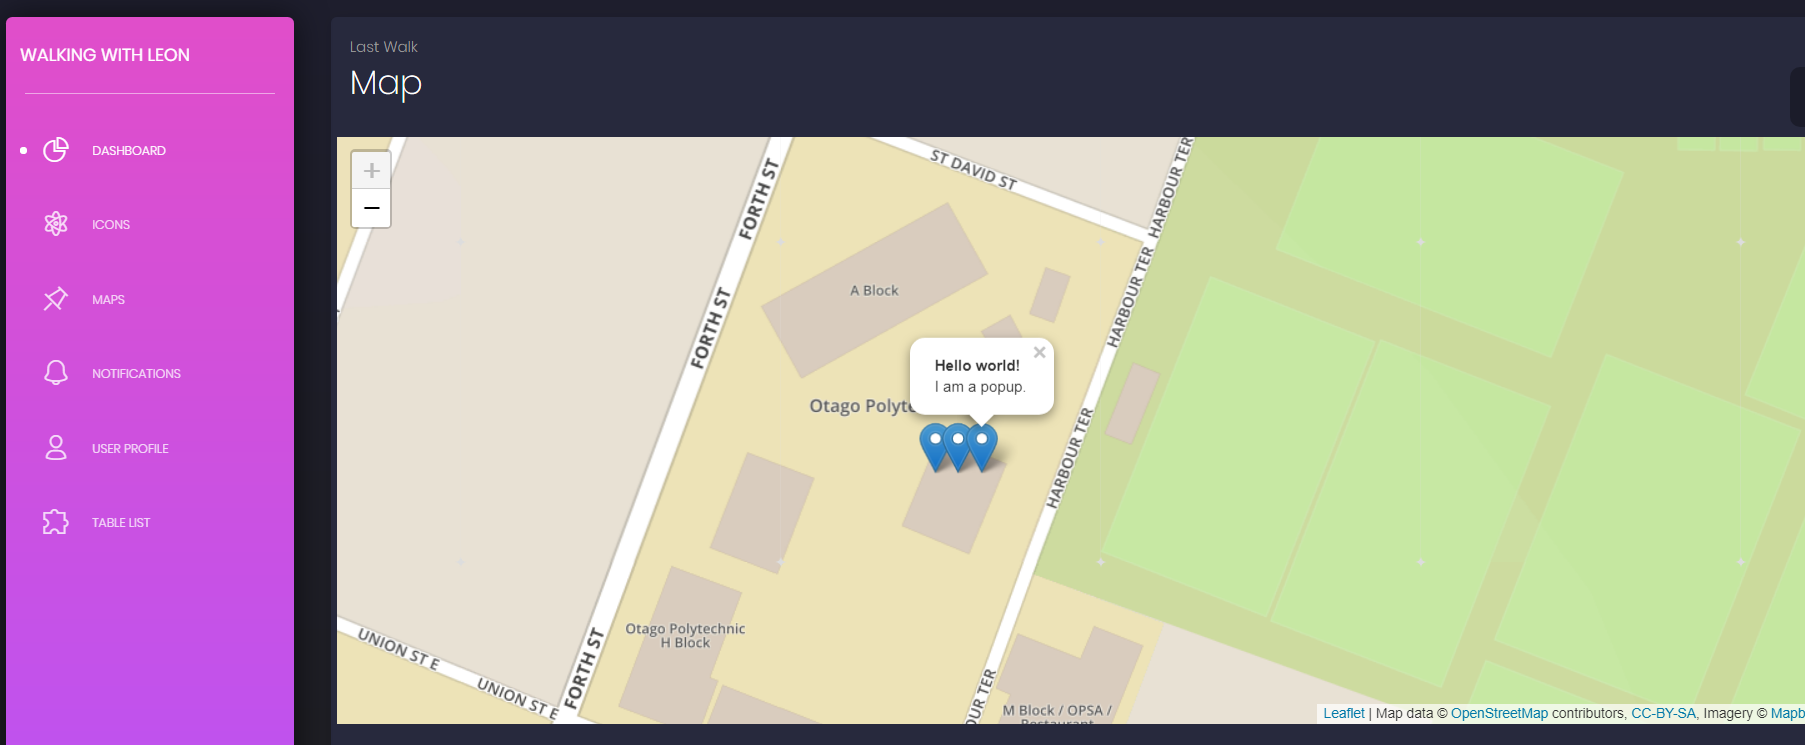 WALKING WITH LEON
DASHBOARD
ICONS
MAPS
NOTIFICATIONS
USER PROFILE
TABLE LIST
Last Walk
Map
+
−
ST DAVID ST
HARBOUR TER
FORTH ST
HARBOUR TER
A Block
FORTH ST
×
Hello world!
I am a popup.
Otago Polyte
HARBOUR TER
Otago Polytechnic
H Block
UNION ST E
FORTH ST
UNION ST E
OUR TER
M Block / OPSA /
Restaurant
Leaflet | Map data © OpenStreetMap contributors, CC-BY-SA, Imagery © Mapb